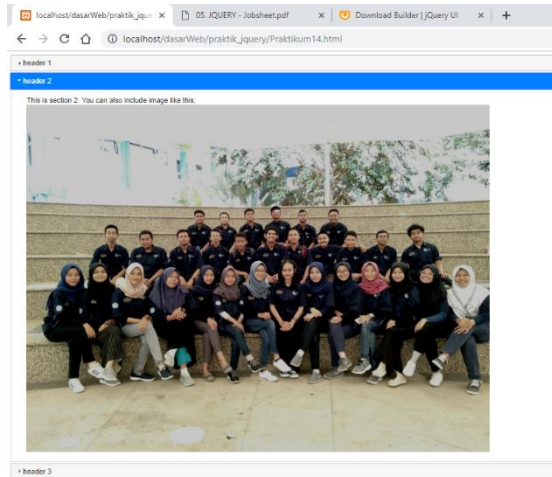 localhost/dasarWeb/praktik_jque
05. JQUERY - Jobsheet.pdf
Download Builder | jQuery UI
localhost/dasarWeb/praktik_jquery/Praktikum14.html
header 1
header 2
This is section 2. You can also include image like this:
header 3